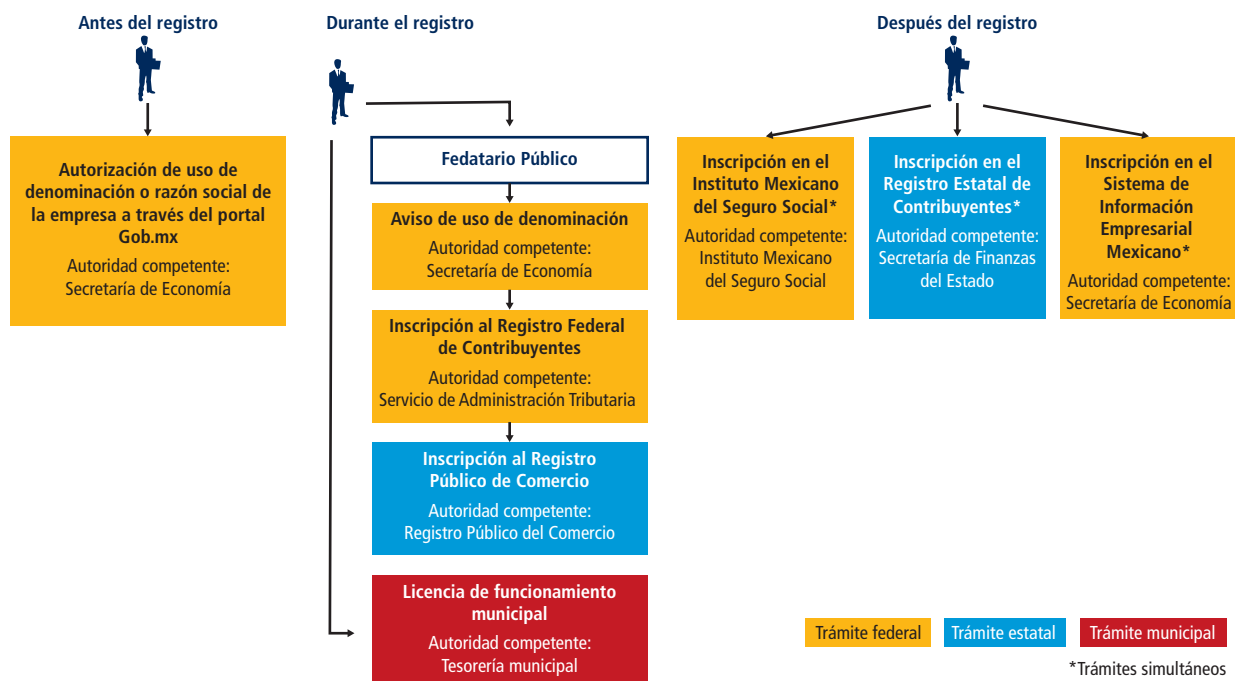 Antes del registro
Autorización de uso de
denominación o razón social de
la empresa a través del portal
Gob.mx
Autoridad competente:
Secretaría de Economía
Durante el registro
Fedatario Público
Aviso de uso de denominación
Autoridad competente:
Secretaría de Economía
Inscripción al Registro Federal
de Contribuyentes
Autoridad competente:
Servicio de Administración Tributaria
Inscripción al Registro
Público de Comercio
Autoridad competente:
Registro Público del Comercio
Licencia de funcionamiento
municipal
Autoridad competente:
Tesorería municipal
Después del registro
Inscripción en el
Instituto Mexicano
del Seguro Social*
Autoridad competente:
Instituto Mexicano
del Seguro Social
Inscripción en el
Registro Estatal de
Contribuyentes*
Autoridad competente:
Secretaría de Finanzas
del Estado
Inscripción en el
Sistema de
Información
Empresarial
Mexicano*
Autoridad competente:
Secretaría de Economía
Trámite federal
Trámite estatal
Trámite municipal
*Trámites simultáneos